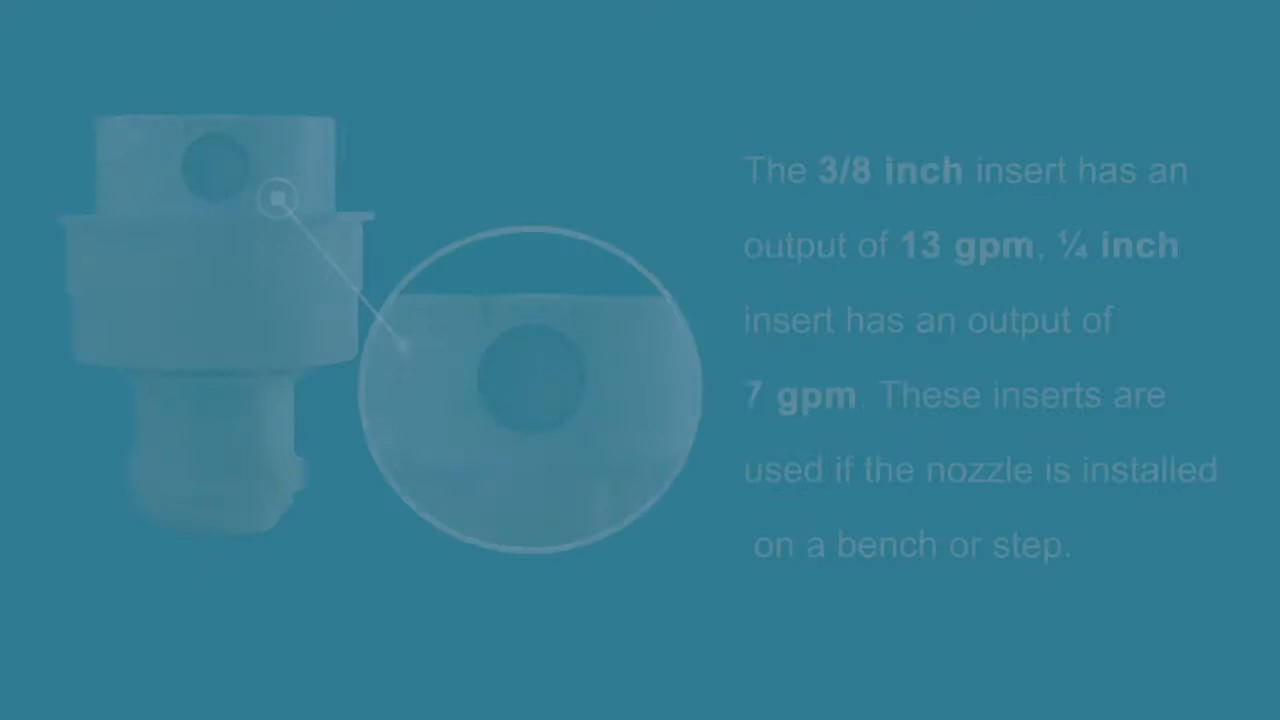 The 3/8 inch insert has an
output of 13 gpm, ¼ inch
insert has an output of
7 gpm. These inserts are
used if the nozzle is installed
on a bench or step.